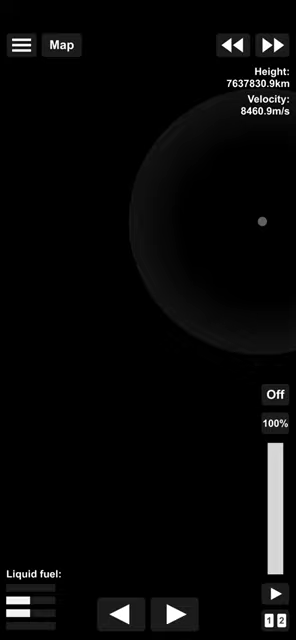 Map
Height:
7637830.9km
Velocity:
8460.9m/s
Off
100%
Liquid fuel:
1 2